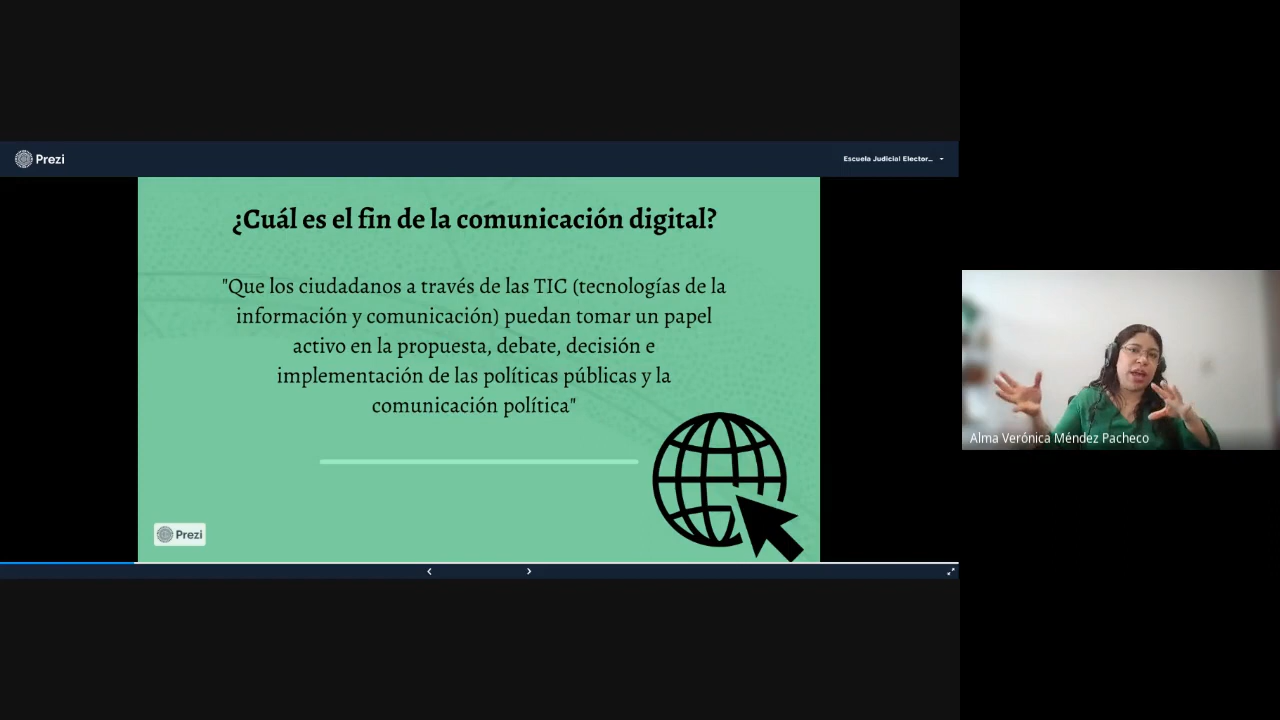 Prezi
Escuela Judicial Elector...
¿Cuál es el fin de la comunicación digital?
"Que los ciudadanos a través de las TIC (tecnologías de la
información y comunicación) puedan tomar un papel
activo en la propuesta, debate, decisión e
implementación de las políticas públicas y la
comunicación política"
Prezi
Alma Verónica Méndez Pacheco